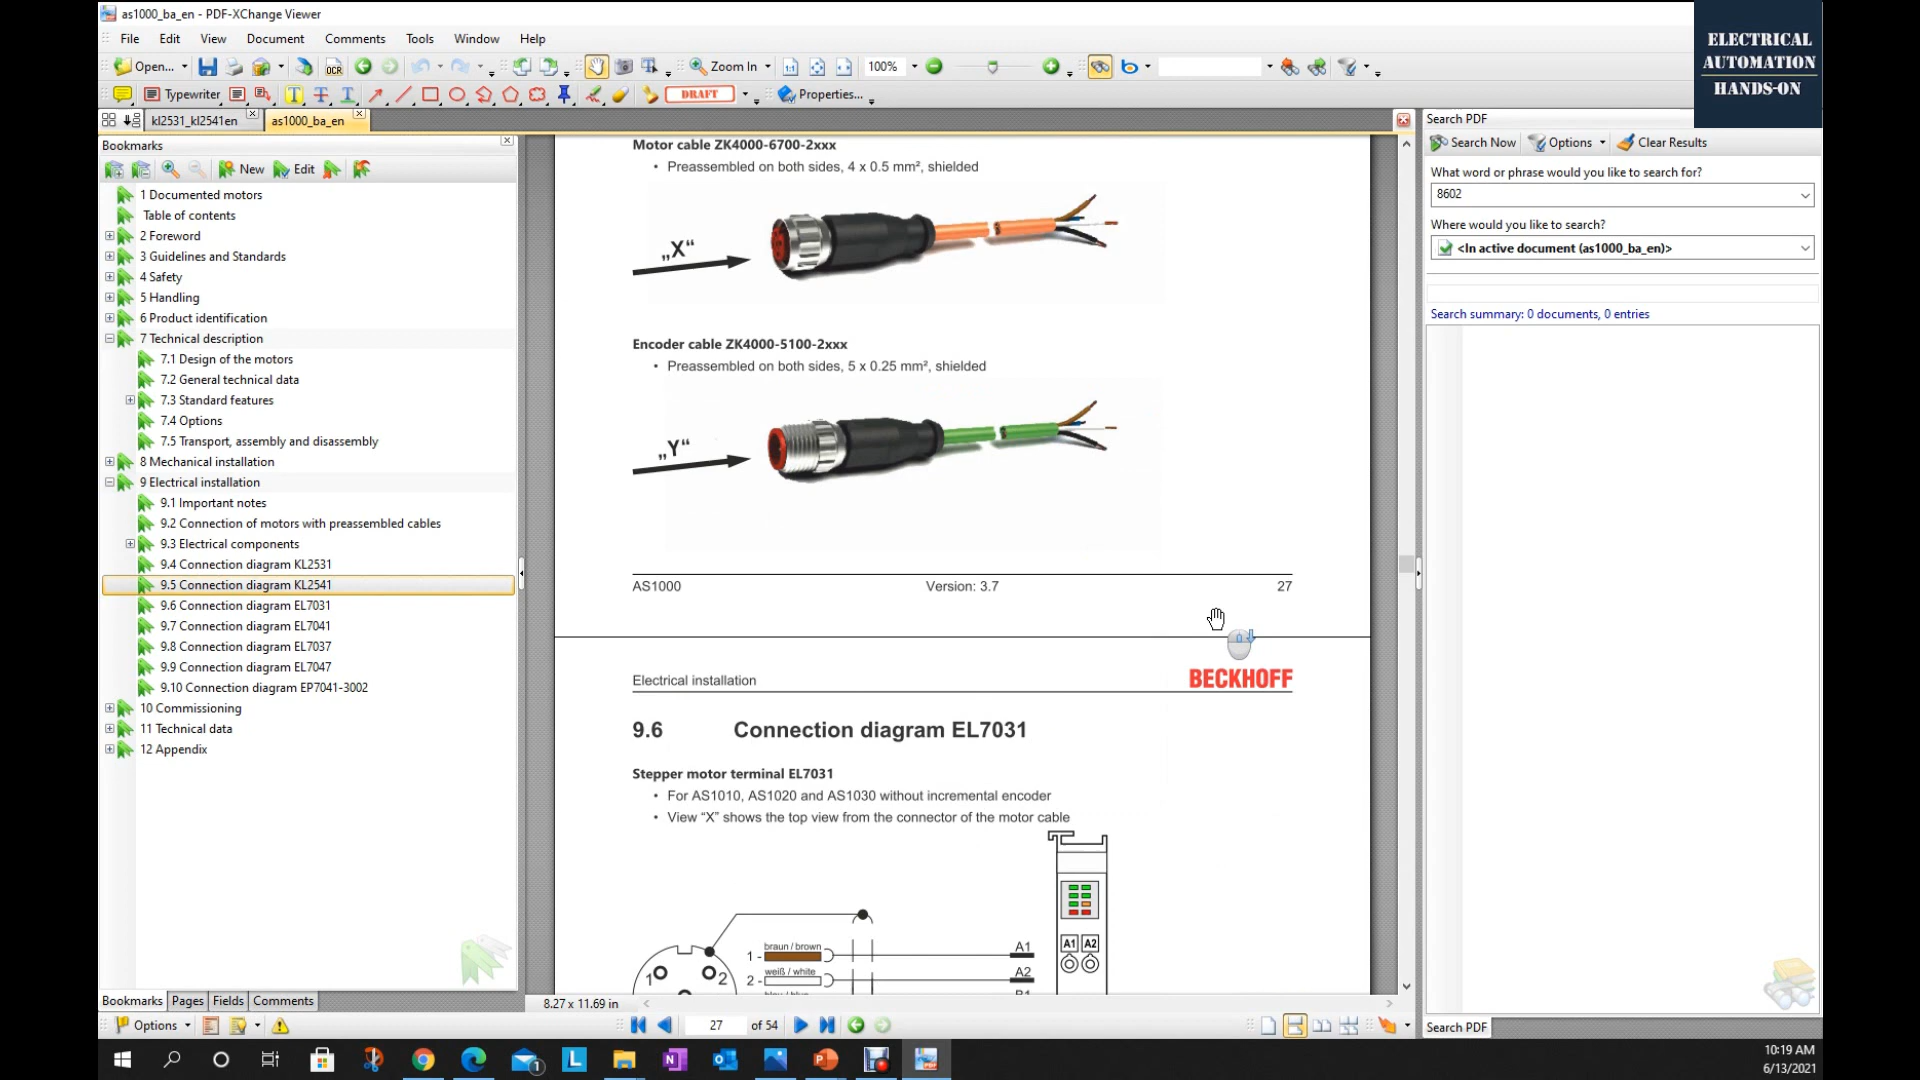 as1000_ba_en - PDF-XChange Viewer
File Edit View Document Comments Tools Window Help
ELECTRICAL
AUTOMATION
HANDS-ON
Open... OCR Zoom In 100%
Typewriter T T T DRAFT Properties...
kl2531_kl2541en as1000_ba_en
Bookmarks
New Edit
1 Documented motors
Table of contents
2 Foreword
3 Guidelines and Standards
4 Safety
5 Handling
6 Product identification
7 Technical description
7.1 Design of the motors
7.2 General technical data
7.3 Standard features
7.4 Options
7.5 Transport, assembly and disassembly
8 Mechanical installation
9 Electrical installation
9.1 Important notes
9.2 Connection of motors with preassembled cables
9.3 Electrical components
9.4 Connection diagram KL2531
9.5 Connection diagram KL2541
9.6 Connection diagram EL7031
9.7 Connection diagram EL7041
9.8 Connection diagram EL7037
9.9 Connection diagram EL7047
9.10 Connection diagram EP7041-3002
10 Commissioning
11 Technical data
12 Appendix
Bookmarks Pages Fields Comments
Options
Motor cable ZK4000-6700-2xxx
• Preassembled on both sides, 4 x 0.5 mm², shielded
„X“
Encoder cable ZK4000-5100-2xxx
• Preassembled on both sides, 5 x 0.25 mm², shielded
„Y“
AS1000 Version: 3.7 27
Electrical installation BECKHOFF
9.6 Connection diagram EL7031
Stepper motor terminal EL7031
• For AS1010, AS1020 and AS1030 without incremental encoder
• View “X” shows the top view from the connector of the motor cable
braun / brown
1 - A1
weiß / white
2 - A2
1 2
A1 A2
8.27 x 11.69 in
27 of 54
Search PDF
Search Now Options Clear Results
What word or phrase would you like to search for?
8602
Where would you like to search?
<In active document (as1000_ba_en)>
Search summary: 0 documents, 0 entries
Search PDF
10:19 AM
6/13/2021